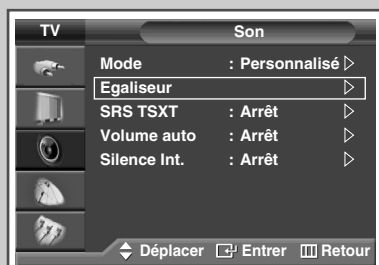 TV Son
Mode : Personnalisé
Egaliseur
SRS TSXT : Arrêt
Volume auto : Arrêt
Silence Int. : Arrêt
Déplacer Entrer Retour